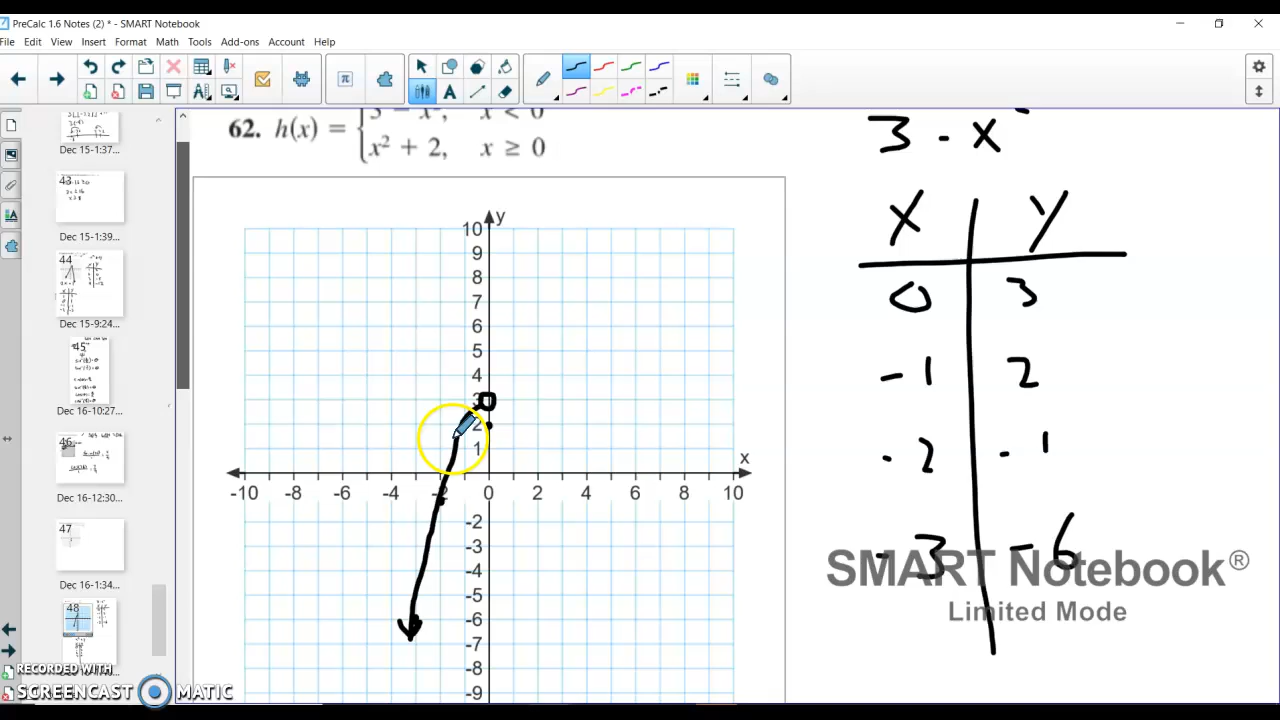 PreCalc 1.6 Notes (2) * - SMART Notebook
File Edit View Insert Format Math Tools Add-ons Account Help
62. h(x) = { 3 − x², x < 0
x² + 2, x ≥ 0
3 - x²
x y
0 3
-1 2
-2 -1
-3 -6
y
10
9
8
7
6
5
4
3
2
1
x
-10 -8 -6 -4 -2 0 2 4 6 8 10
-2
-3
-4
-5
-6
-7
-8
-9
SMART Notebook®
Limited Mode
Dec 15-1:37...
43
Dec 15-1:39...
44
Dec 15-9:24...
45
Dec 16-10:27
46
Dec 16-12:30...
47
Dec 16-1:34...
48
RECORDED WITH
SCREENCAST MATIC